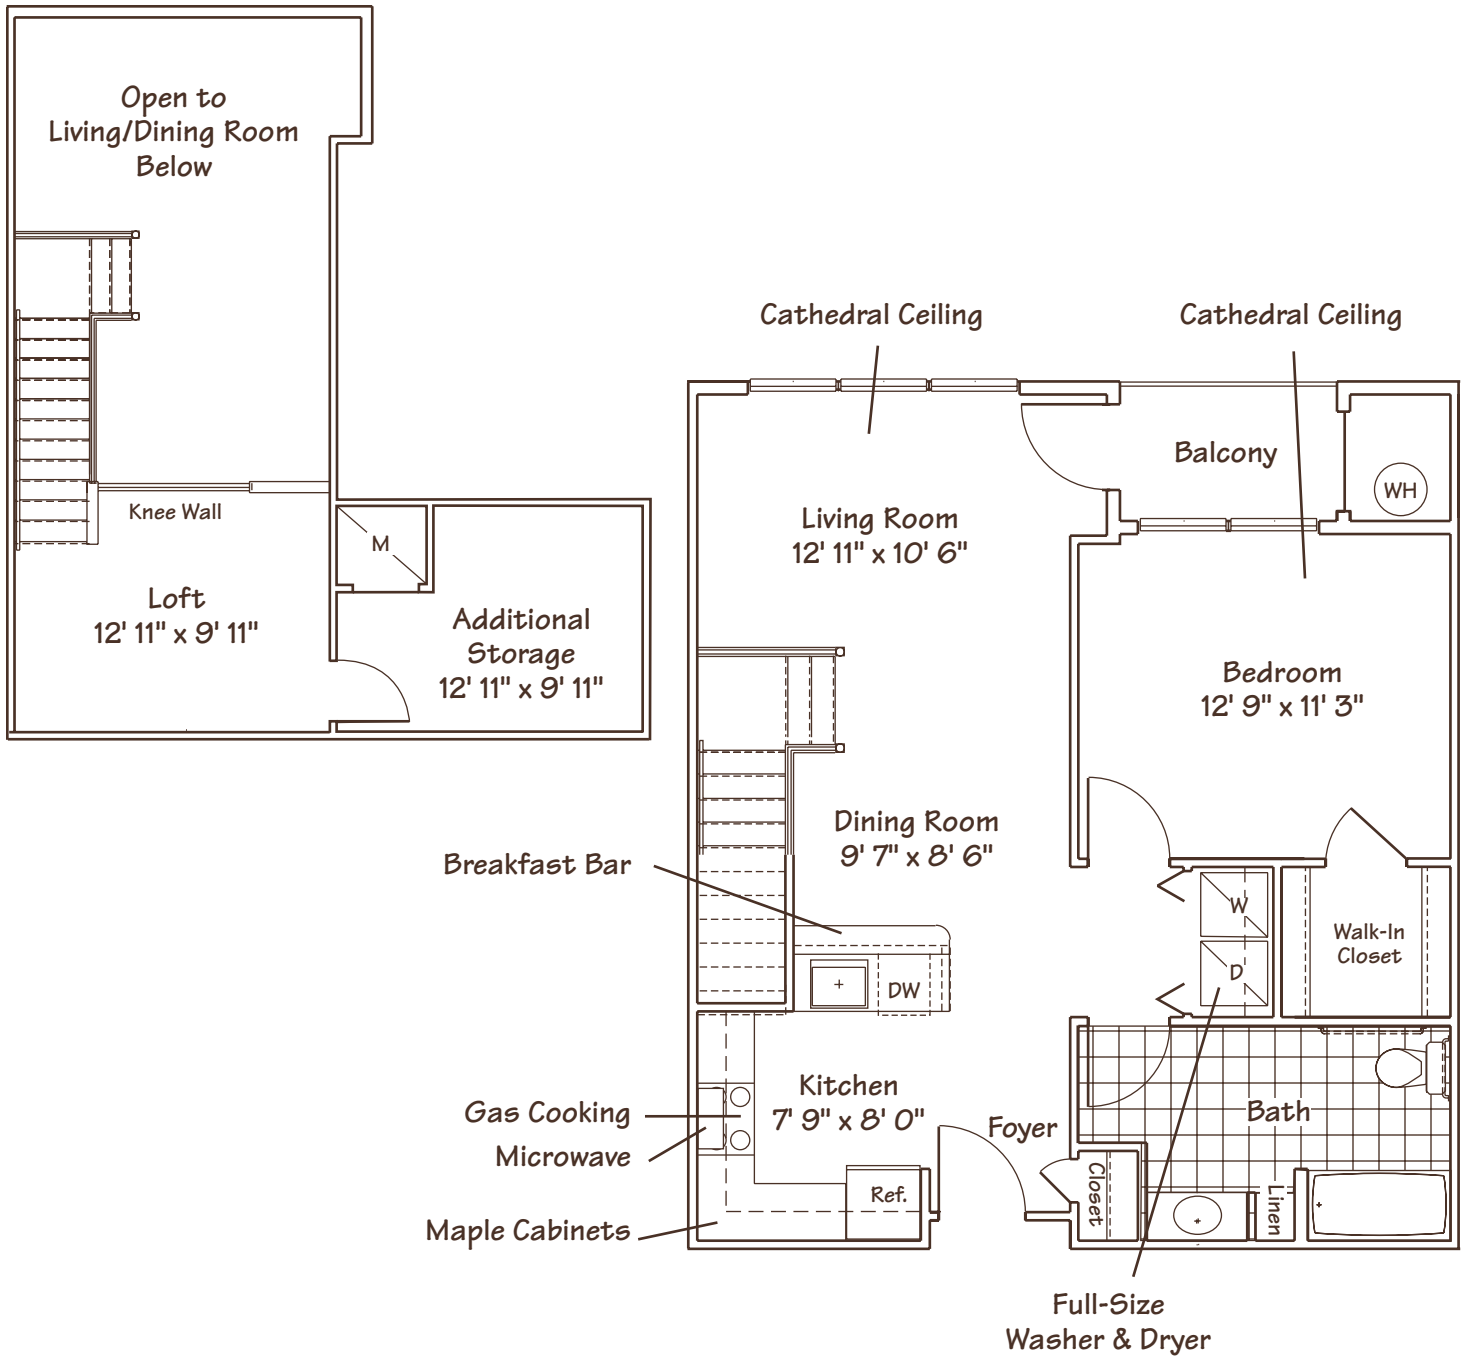 Open to
Living/Dining Room
Below
Knee Wall
M
Loft
12' 11" x 9' 11"
Additional
Storage
12' 11" x 9' 11"
Cathedral Ceiling
Cathedral Ceiling
Balcony
WH
Living Room
12' 11" x 10' 6"
Bedroom
12' 9" x 11' 3"
Dining Room
9' 7" x 8' 6"
Breakfast Bar
W
D
Walk-In
Closet
DW
Kitchen
7' 9" x 8' 0"
Gas Cooking
Microwave
Maple Cabinets
Ref.
Foyer
Closet
Bath
Linen
Full-Size
Washer & Dryer